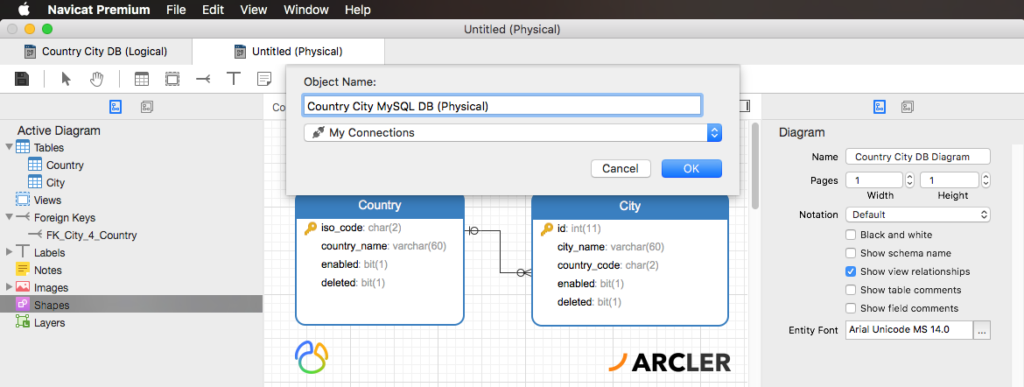 Navicat Premium File Edit View Window Help
Untitled (Physical)
Country City DB (Logical) Untitled (Physical)
Object Name:
Country City MySQL DB (Physical)
My Connections
Cancel OK
Active Diagram
Tables
Country
City
Views
Foreign Keys
FK_City_4_Country
Labels
Notes
Images
Shapes
Layers
Co
Country
iso_code: char(2)
country_name: varchar(60)
enabled: bit(1)
deleted: bit(1)
City
id: int(11)
city_name: varchar(60)
country_code: char(2)
enabled: bit(1)
deleted: bit(1)
ARCLER
Diagram
Name Country City DB Diagram
Pages 1 1
Width Height
Notation Default
Black and white
Show schema name
Show view relationships
Show table comments
Show field comments
Entity Font Arial Unicode MS 14.0 ...